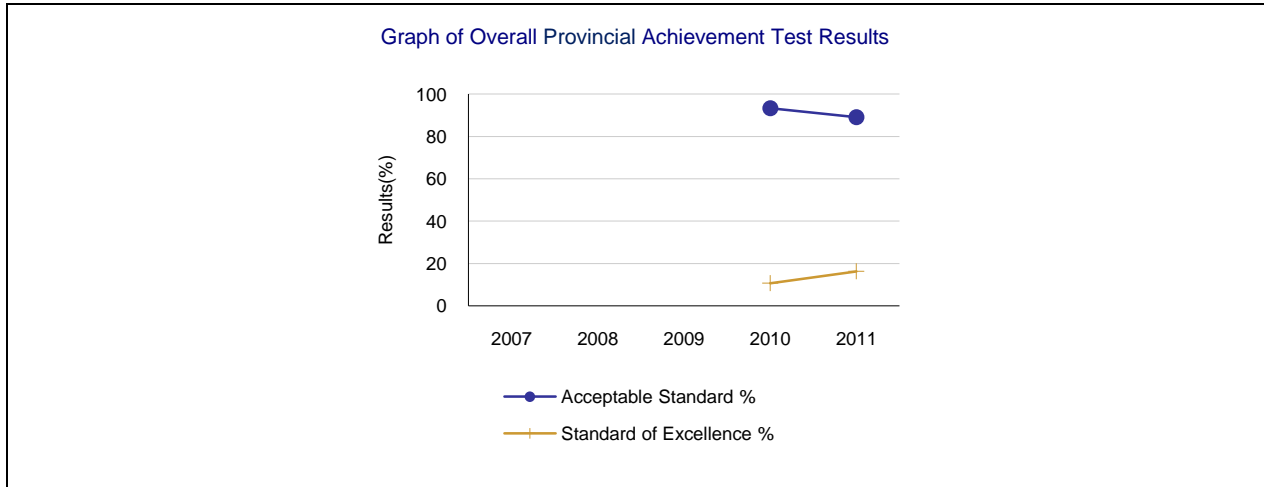 Graph of Overall Provincial Achievement Test Results
100
80
60
40
20
0
Results(%)
2007 2008 2009 2010 2011
Acceptable Standard %
Standard of Excellence %